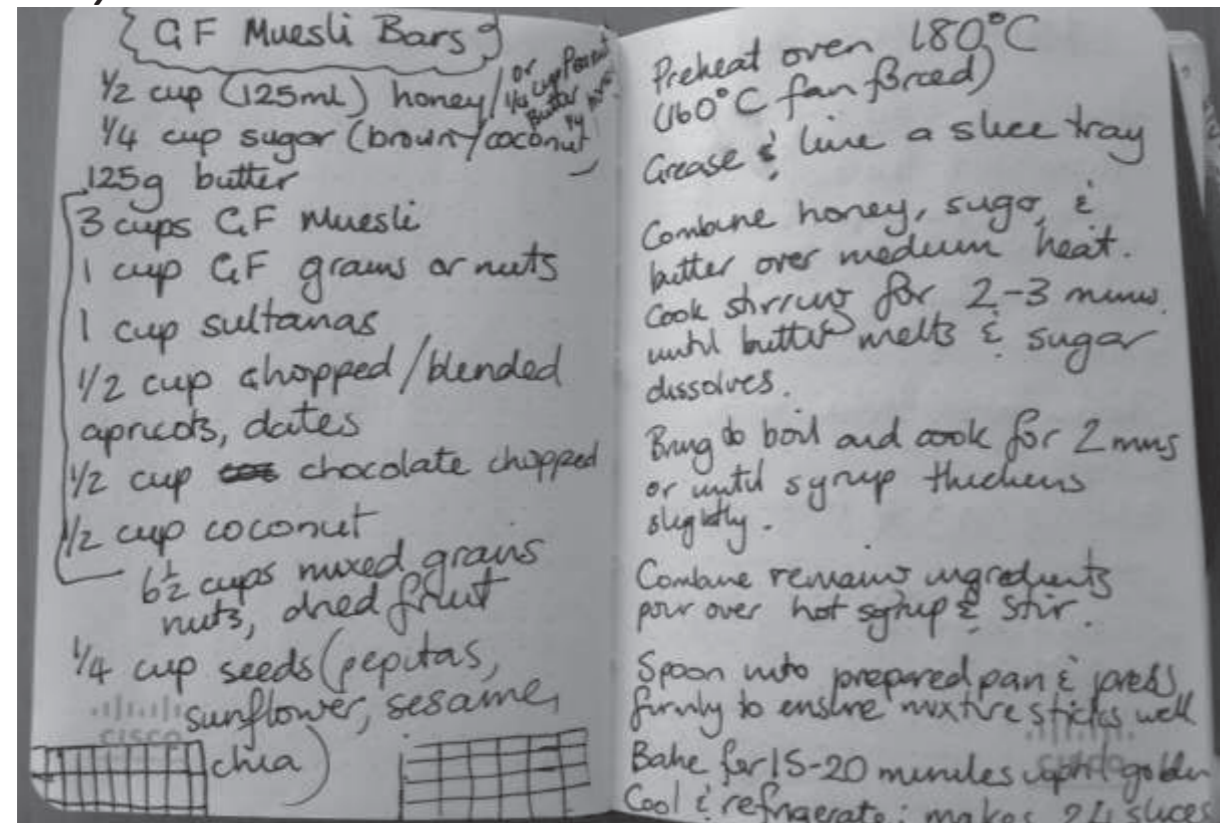 GF Muesli Bars
1/2 cup (125ml) honey/ or 1/4 cup Peanut Butter 1/4
1/4 cup sugar (brown/coconut
125g butter
3 cups GF Muesli
1 cup GF grains or nuts
1 cup sultanas
1/2 cup chopped/blended
apricots, dates
1/2 cup chocolate chopped
1/2 cup coconut
6 1/2 cups mixed grains
nuts, dried fruit
1/4 cup seeds (pepitas,
sunflower, sesame,
cisco
chia)
Preheat oven 180°C
(160°C fan forced)
Grease & line a slice tray
Combine honey, sugar, &
butter over medium heat.
Cook stirring for 2-3 mins
until butter melts & sugar
dissolves.
Bring to boil and cook for 2 mins
or until syrup thickens
slightly.
Combine remains ingredients
pour over hot syrup & stir.
Spoon into prepared pan & press
firmly to ensure mixture sticks well
Bake for 15-20 minutes until golden
Cool & refrigerate: makes 24 slices